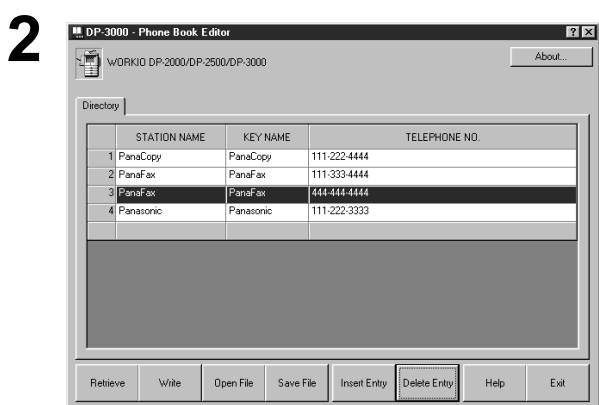 2
DP-3000 - Phone Book Editor
WORKIO DP-2000/DP-2500/DP-3000
About...
Directory
STATION NAME KEY NAME TELEPHONE NO.
1 PanaCopy PanaCopy 111-222-4444
2 PanaFax PanaFax 111-333-4444
3 PanaFax PanaFax 444-444-4444
4 Panasonic Panasonic 111-222-3333
Retrieve Write Open File Save File Insert Entry Delete Entry Help Exit